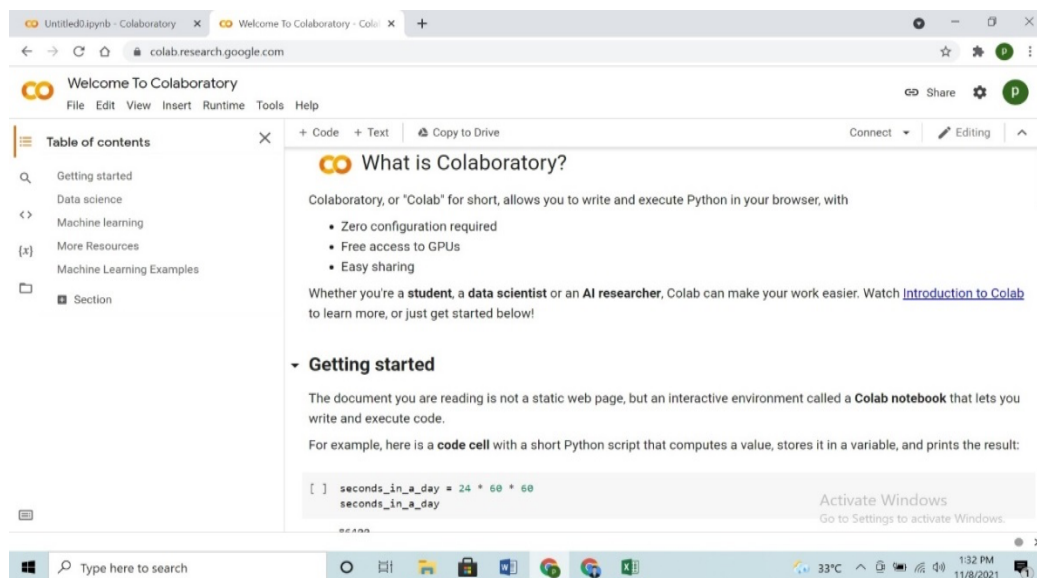 Untitled0.ipynb - Colaboratory
Welcome To Colaboratory - Cola
colab.research.google.com
P
Welcome To Colaboratory
File Edit View Insert Runtime Tools Help
Share
P
Table of contents
Getting started
Data science
Machine learning
More Resources
Machine Learning Examples
Section
+ Code + Text Copy to Drive
Connect
Editing
What is Colaboratory?
Colaboratory, or "Colab" for short, allows you to write and execute Python in your browser, with
• Zero configuration required
• Free access to GPUs
• Easy sharing
Whether you're a student, a data scientist or an AI researcher, Colab can make your work easier. Watch Introduction to Colab
to learn more, or just get started below!
Getting started
The document you are reading is not a static web page, but an interactive environment called a Colab notebook that lets you
write and execute code.
For example, here is a code cell with a short Python script that computes a value, stores it in a variable, and prints the result:
[ ] seconds_in_a_day = 24 * 60 * 60
seconds_in_a_day
86400
Activate Windows
Go to Settings to activate Windows.
Type here to search
33°C
1:32 PM
11/8/2021